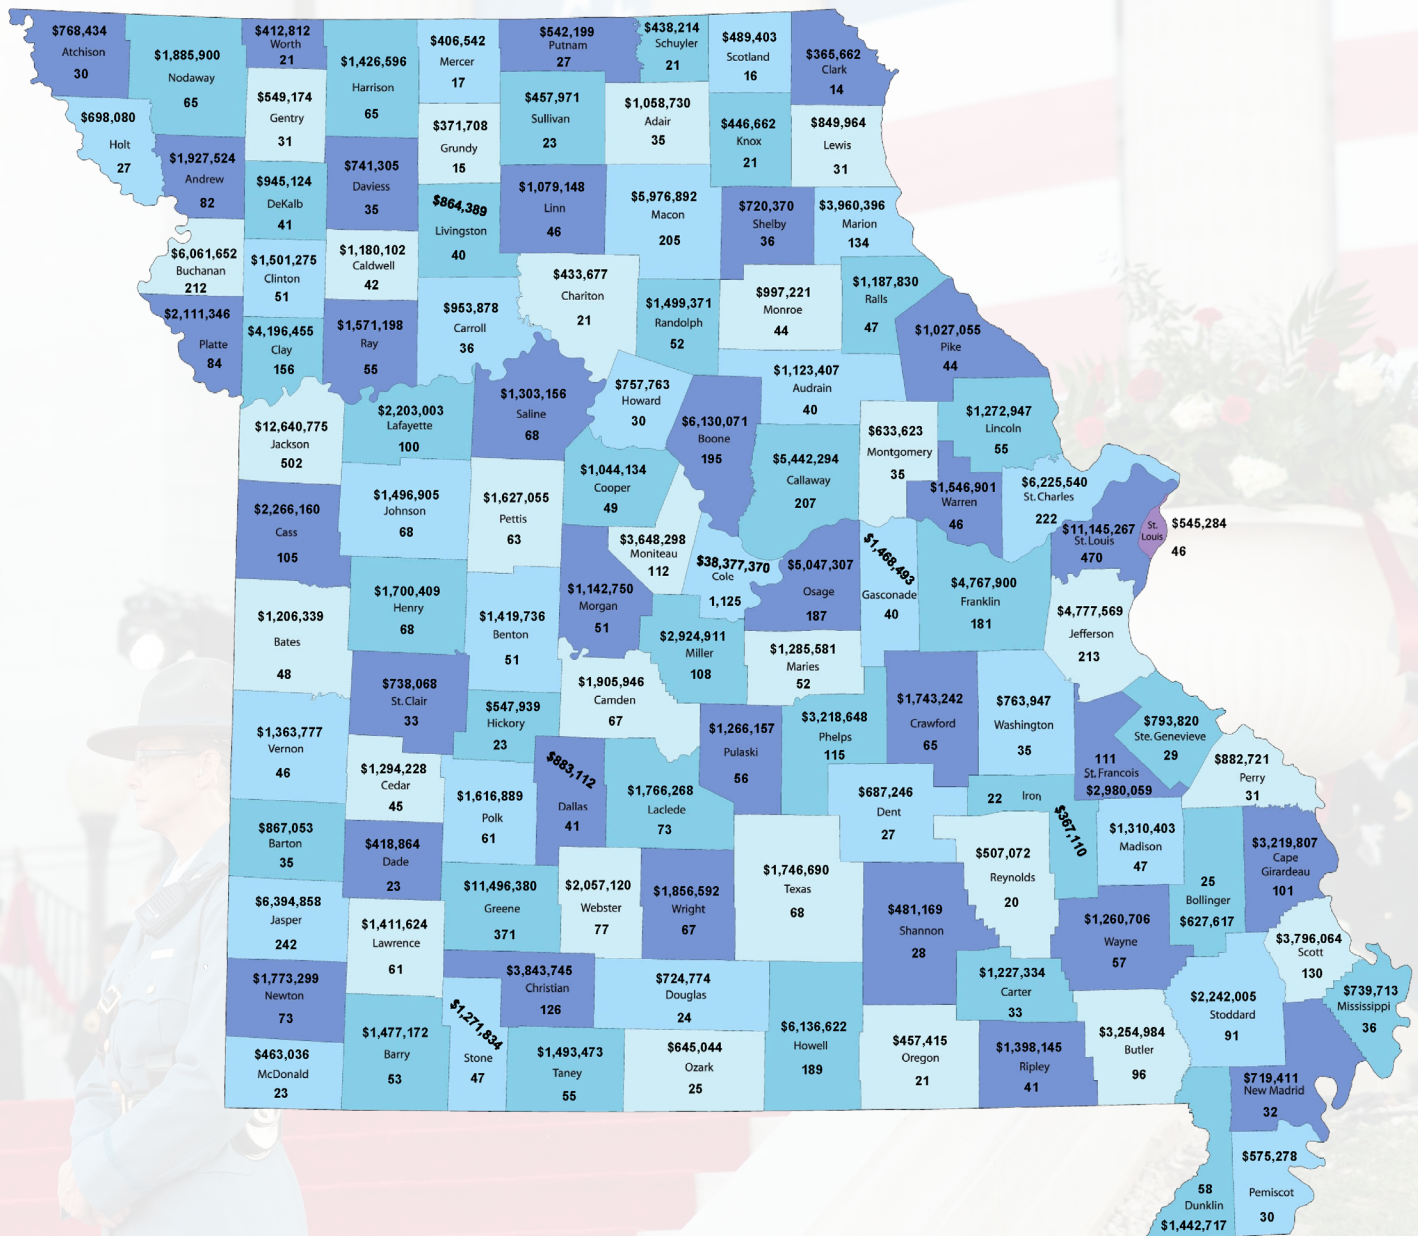 $768,434
Atchison
30
$1,885,900
Nodaway
65
$412,812
Worth
21
$1,426,596
Harrison
65
$406,542
Mercer
17
$542,199
Putnam
27
$438,214
Schuyler
21
$489,403
Scotland
16
$365,662
Clark
14
$698,080
Holt
27
$549,174
Gentry
31
$371,708
Grundy
15
$457,971
Sullivan
23
$1,058,730
Adair
35
$446,662
Knox
21
$849,964
Lewis
31
$1,927,524
Andrew
82
$945,124
DeKalb
41
$741,305
Daviess
35
$864,389
Livingston
40
$1,079,148
Linn
46
$5,976,892
Macon
205
$720,370
Shelby
36
$3,960,396
Marion
134
$6,061,652
Buchanan
212
$1,501,275
Clinton
51
$1,180,102
Caldwell
42
$433,677
Chariton
21
$1,499,371
Randolph
52
$997,221
Monroe
44
$1,187,830
Ralls
47
$2,111,346
Platte
84
$4,196,455
Clay
156
$1,571,198
Ray
55
$953,878
Carroll
36
$1,027,055
Pike
44
$1,303,156
Saline
68
$757,763
Howard
30
$1,123,407
Audrain
40
$12,640,775
Jackson
502
$2,203,003
Lafayette
100
$6,130,071
Boone
195
$5,442,294
Callaway
207
$633,623
Montgomery
35
$1,272,947
Lincoln
55
$1,044,134
Cooper
49
$1,546,901
Warren
46
$6,225,540
St. Charles
222
$11,145,267
St. Louis
470
St.
Louis
$545,284
46
$2,266,160
Cass
105
$1,496,905
Johnson
68
$1,627,055
Pettis
63
$3,648,298
Moniteau
112
$38,377,370
Cole
1,125
$5,047,307
Osage
187
$1,468,493
Gasconade
40
$4,767,900
Franklin
181
$4,777,569
Jefferson
213
$1,206,339
Bates
48
$1,700,409
Henry
68
$1,419,736
Benton
51
$1,142,750
Morgan
51
$2,924,911
Miller
108
$1,285,581
Maries
52
$738,068
St. Clair
33
$547,939
Hickory
23
$1,905,946
Camden
67
$1,266,157
Pulaski
56
$3,218,648
Phelps
115
$1,743,242
Crawford
65
$763,947
Washington
35
111
St. Francois
$2,980,059
$793,820
Ste. Genevieve
29
$882,721
Perry
31
$1,363,777
Vernon
46
$1,294,228
Cedar
45
$1,616,889
Polk
61
$883,112
Dallas
41
$1,766,268
Laclede
73
$687,246
Dent
27
22
Iron
$367,110
$1,310,403
Madison
47
$867,053
Barton
35
$418,864
Dade
23
$11,496,380
Greene
371
$2,057,120
Webster
77
$1,856,592
Wright
67
$1,746,690
Texas
68
$481,169
Shannon
28
$507,072
Reynolds
20
$1,260,706
Wayne
57
25
Bollinger
$627,617
$3,219,807
Cape
Girardeau
101
$6,394,858
Jasper
242
$1,411,624
Lawrence
61
$3,796,064
Scott
130
$1,773,299
Newton
73
$3,843,745
Christian
126
$724,774
Douglas
24
$1,227,334
Carter
33
$2,242,005
Stoddard
91
$739,713
Mississippi
36
$463,036
McDonald
23
$1,477,172
Barry
53
$1,271,834
Stone
47
$1,493,473
Taney
55
$645,044
Ozark
25
$6,136,622
Howell
189
$457,415
Oregon
21
$1,398,145
Ripley
41
$3,254,984
Butler
96
$719,411
New Madrid
32
58
Dunklin
$1,442,717
$575,278
Pemiscot
30